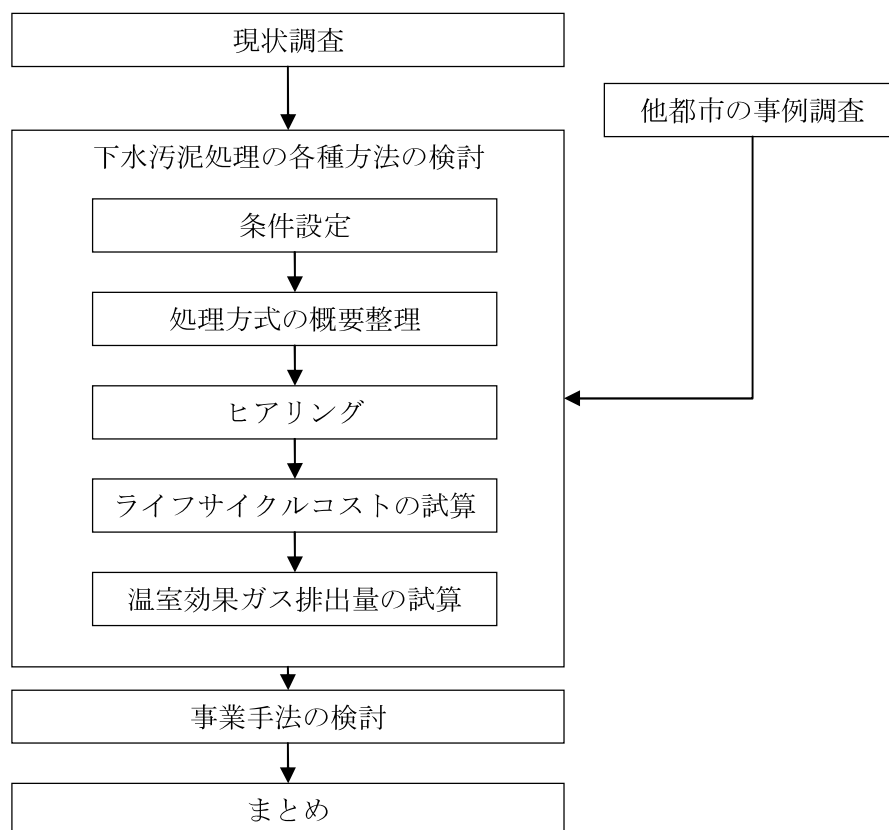 現状調査
他都市の事例調査
下水汚泥処理の各種方法の検討
条件設定
処理方式の概要整理
ヒアリング
ライフサイクルコストの試算
温室効果ガス排出量の試算
事業手法の検討
まとめ